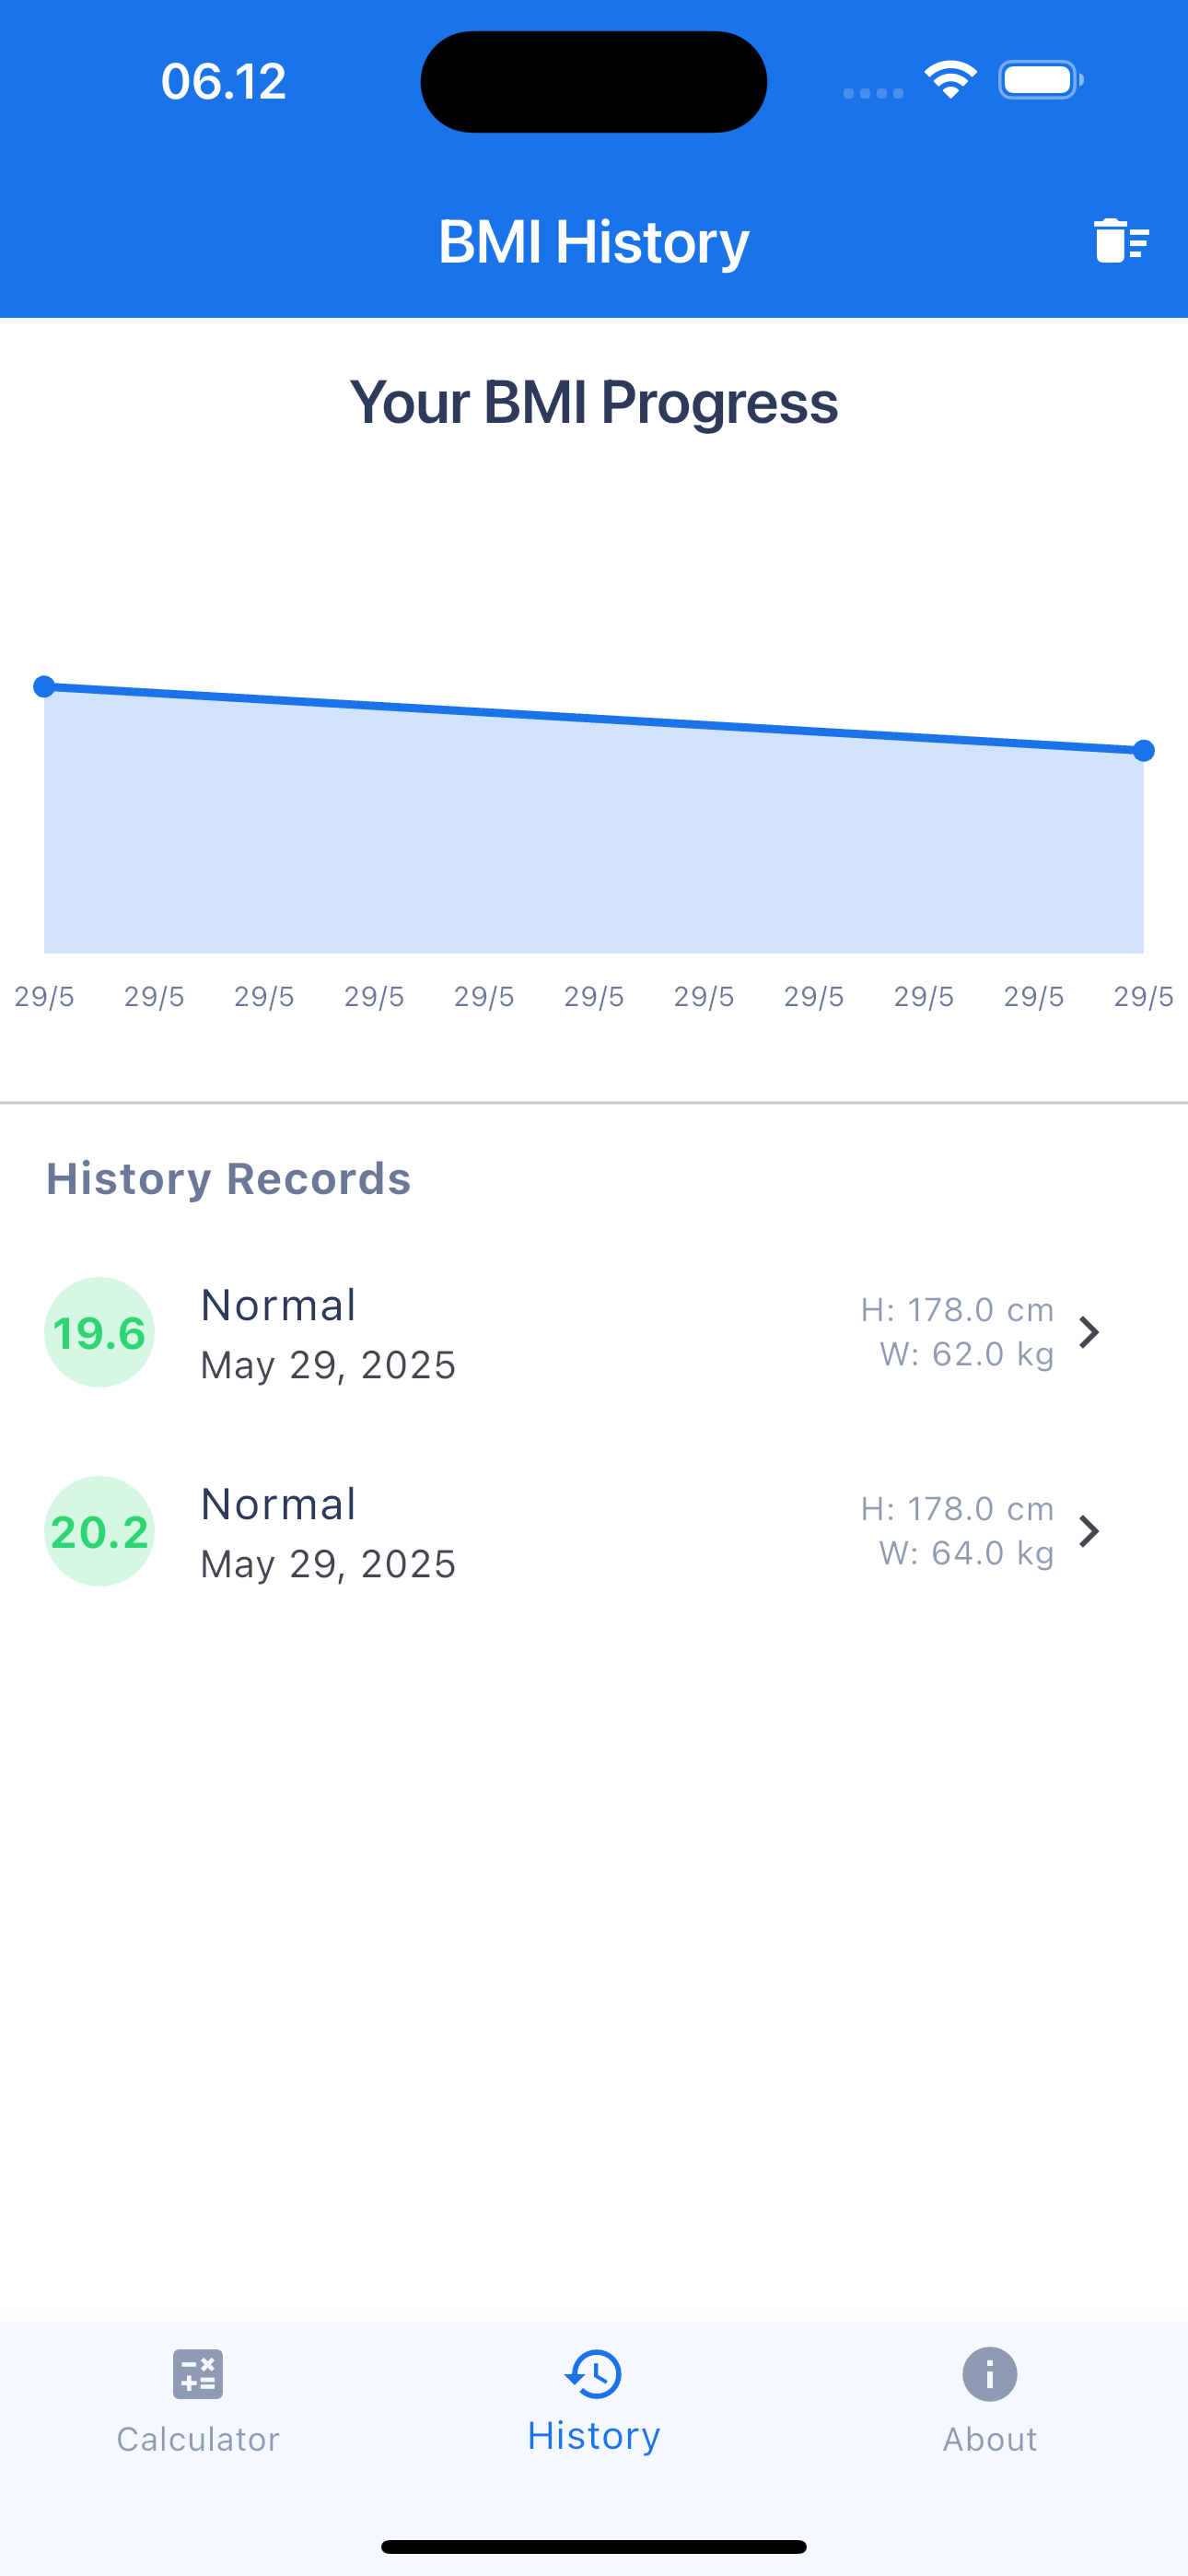 06.12
BMI History
Your BMI Progress
29/5 29/5 29/5 29/5 29/5 29/5 29/5 29/5 29/5 29/5 29/5
History Records
19.6
Normal
May 29, 2025
H: 178.0 cm
W: 62.0 kg
20.2
Normal
May 29, 2025
H: 178.0 cm
W: 64.0 kg
Calculator
History
About